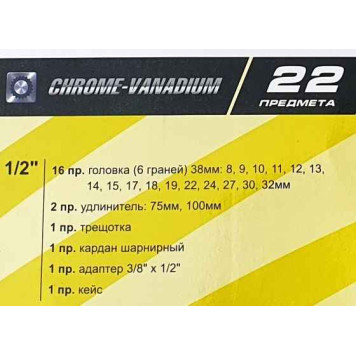 CHROME-VANADIUM
22
ПРЕДМЕТА
1/2"
16 пр. головка (6 граней) 38мм: 8, 9, 10, 11, 12, 13,
14, 15, 17, 18, 19, 22, 24, 27, 30, 32мм
2 пр. удлинитель: 75мм, 100мм
1 пр. трещотка
1 пр. кардан шарнирный
1 пр. адаптер 3/8" x 1/2"
1 пр. кейс